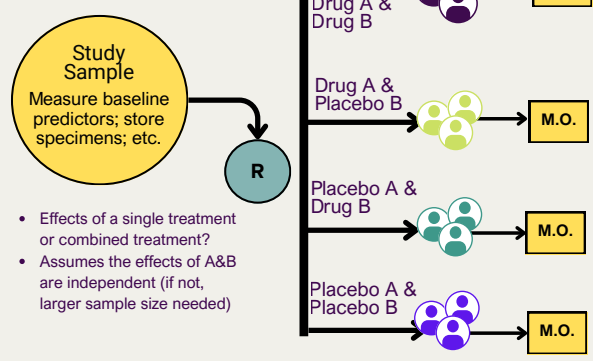 Drug A &
Drug B
Study
Sample
Measure baseline
predictors; store
specimens; etc.
Drug A &
Placebo B
M.O.
R
Placebo A &
Drug B
M.O.
• Effects of a single treatment
or combined treatment?
• Assumes the effects of A&B
are independent (if not,
larger sample size needed)
Placebo A &
Placebo B
M.O.